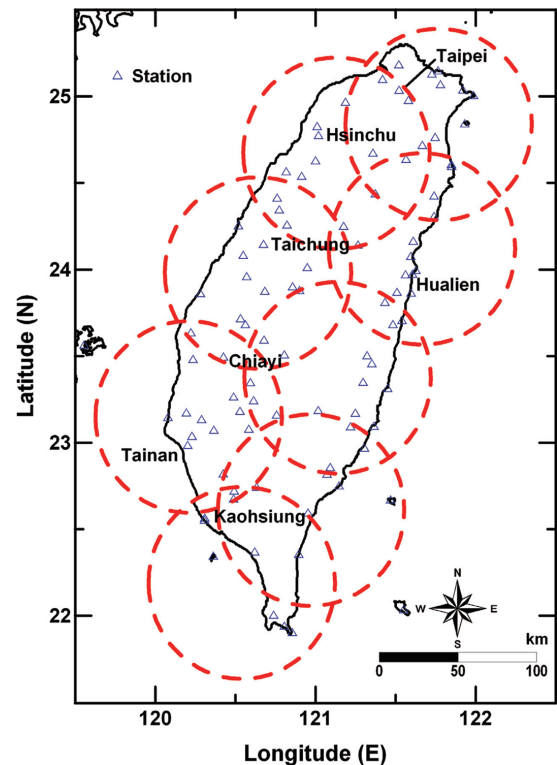 Station
Taipei
25
Hsinchu
Taichung
24
Hualien
Chiayi
23
Tainan
Kaohsiung
22
N
W E
S
km
0 50 100
120 121 122
Latitude (N)
Longitude (E)